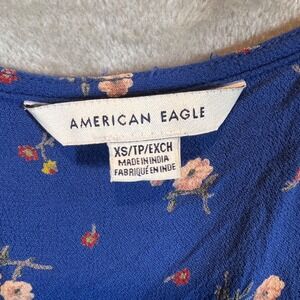 AMERICAN EAGLE
XS/TP/EXCH
MADE IN INDIA
FABRIQUÉ EN INDE